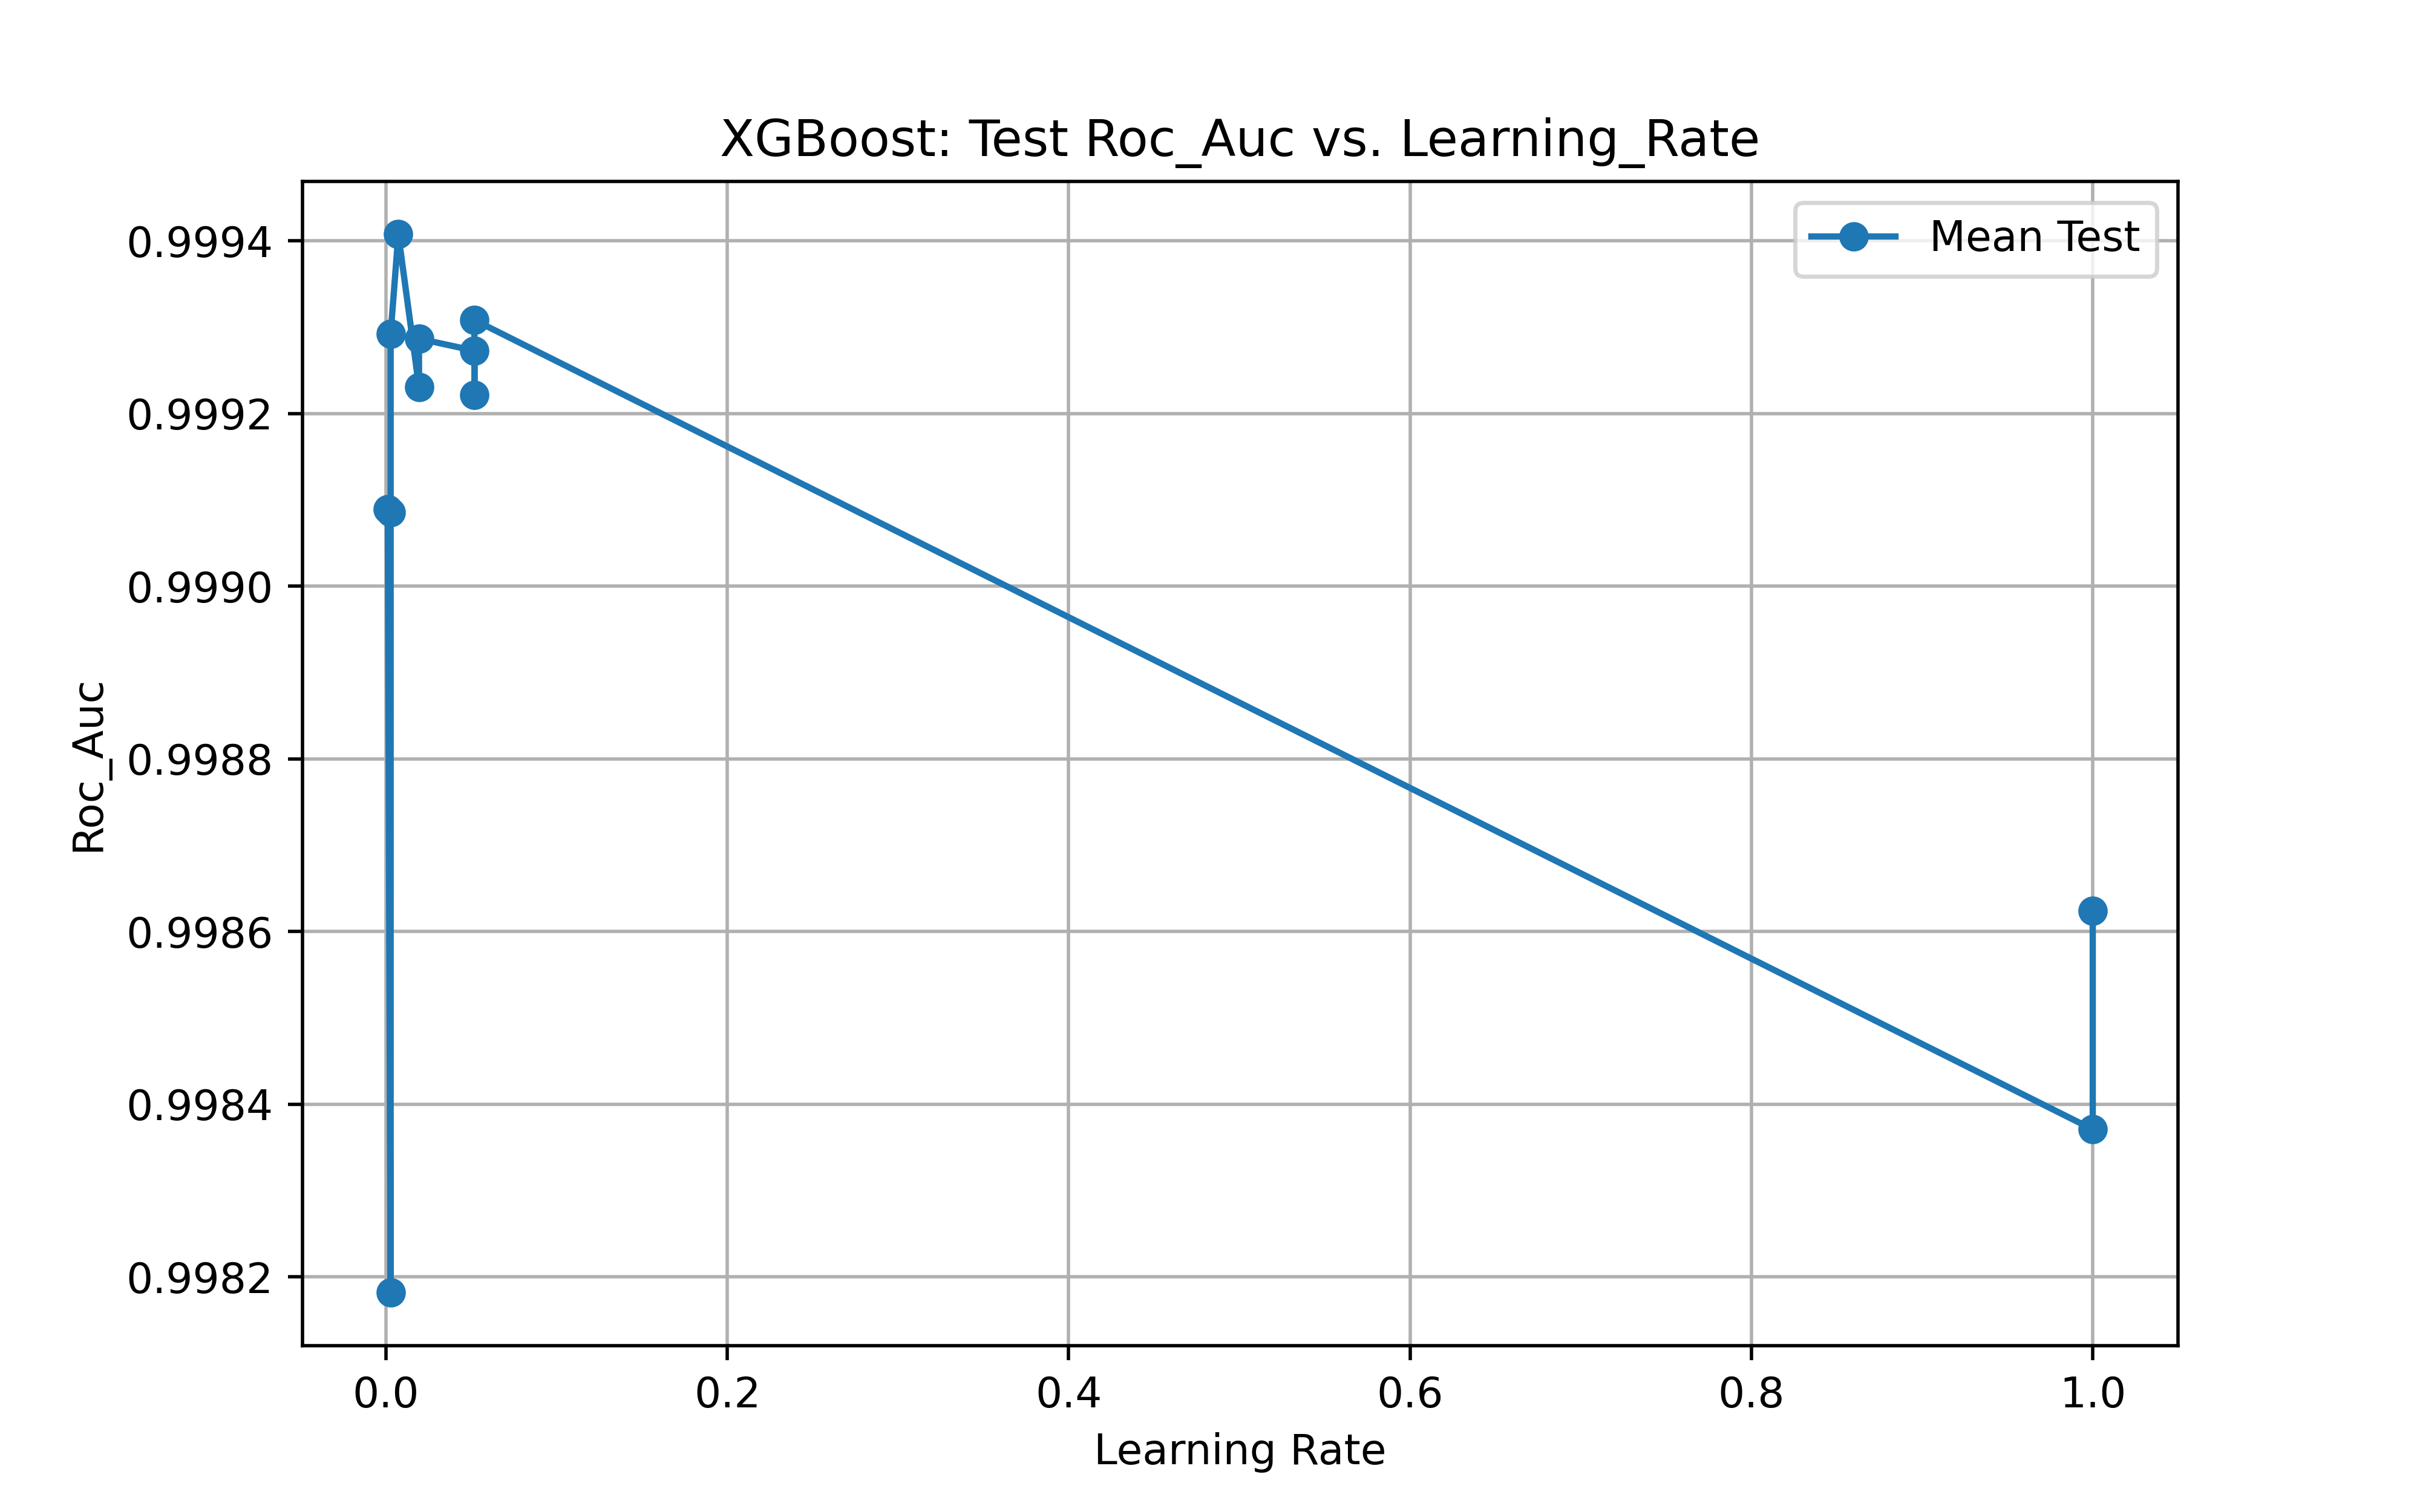 XGBoost: Test Roc_Auc vs. Learning_Rate
Mean Test
0.9994
0.9992
0.9990
0.9988
0.9986
0.9984
0.9982
Roc_Auc
0.0 0.2 0.4 0.6 0.8 1.0
Learning Rate